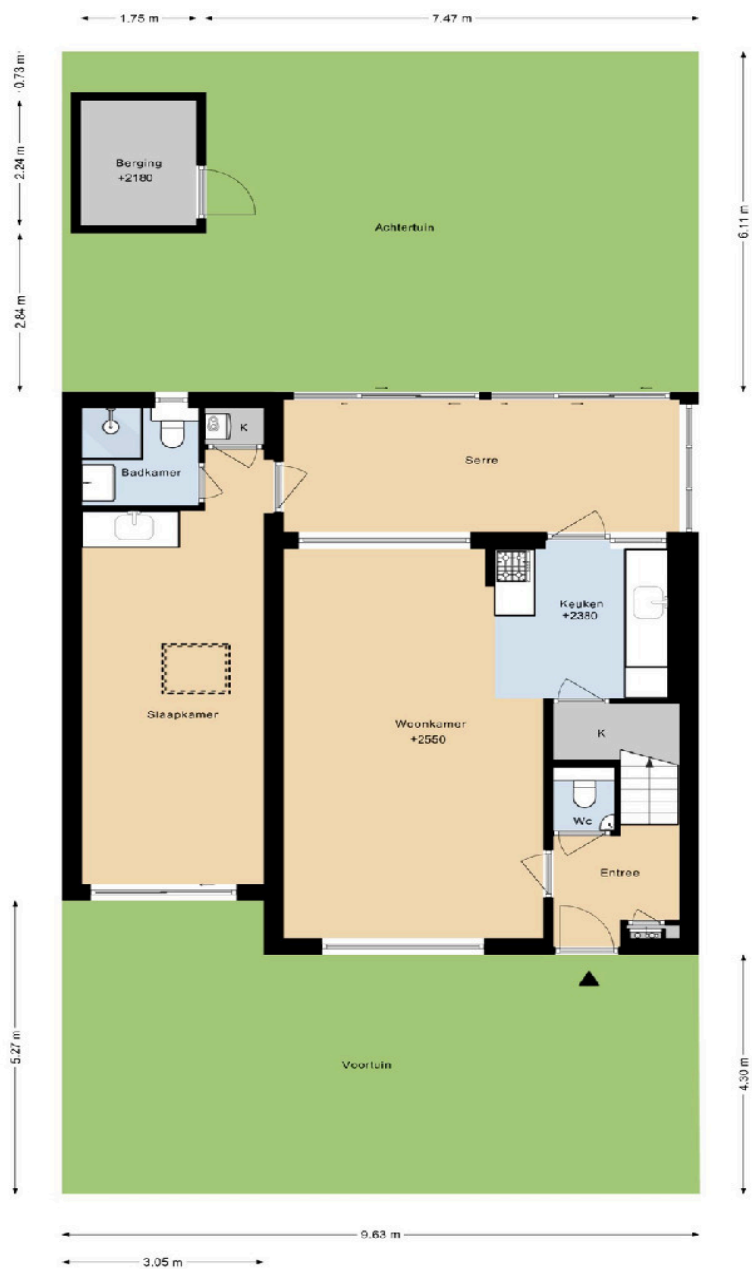 1.75 m
7.47 m
0.73 m
2.24 m
2.84 m
6.11 m
Berging
+2180
Achtertuin
K
Badkamer
Serre
Keuken
+2380
Slaapkamer
Woonkamer
+2550
K
Wc
Entree
5.27 m
4.30 m
Voortuin
9.63 m
3.05 m